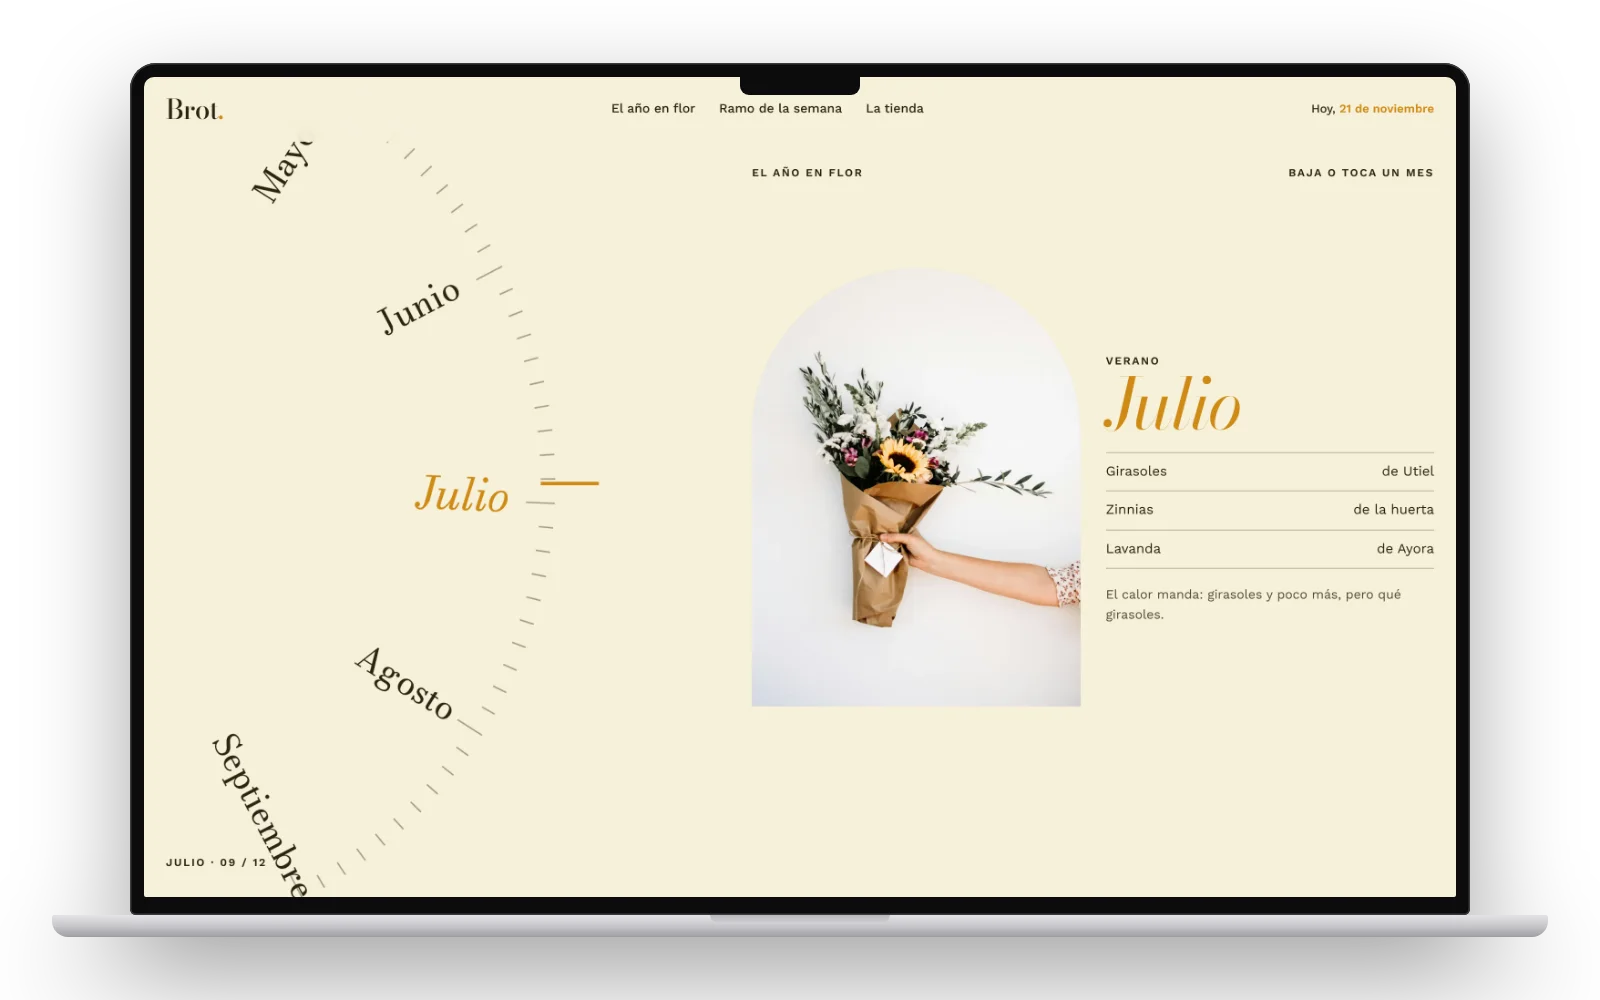 Brot.
El año en flor
Ramo de la semana
La tienda
Hoy, 21 de noviembre
EL AÑO EN FLOR
BAJA O TOCA UN MES
Mayo
Junio
Julio
Agosto
Septiembre
JULIO · 09 / 12
VERANO
Julio
Girasoles de Utiel
Zinnias de la huerta
Lavanda de Ayora
El calor manda: girasoles y poco más, pero qué
girasoles.